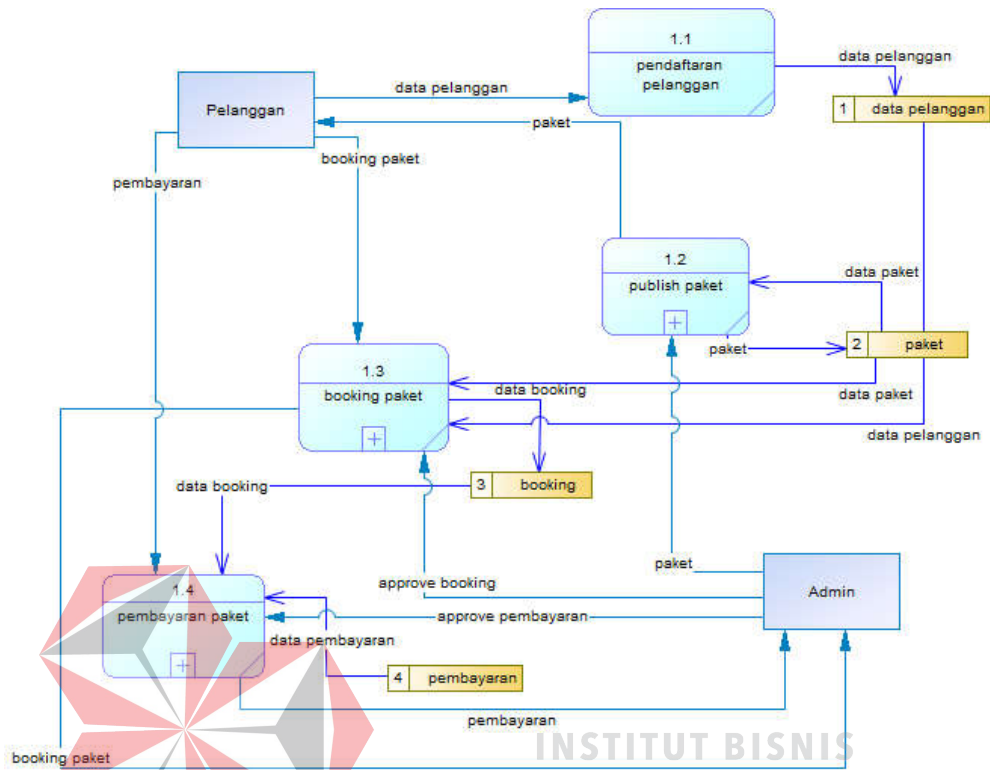 1.1
pendaftaran
pelanggan
data pelanggan
Pelanggan
data pelanggan
1 data pelanggan
paket
booking paket
pembayaran
1.2
publish paket
data paket
paket
2 paket
1.3
booking paket
data booking
data paket
data pelanggan
data booking
3 booking
paket
approve booking
Admin
1.4
pembayaran paket
approve pembayaran
data pembayaran
4 pembayaran
pembayaran
INSTITUT BISNIS
booking paket